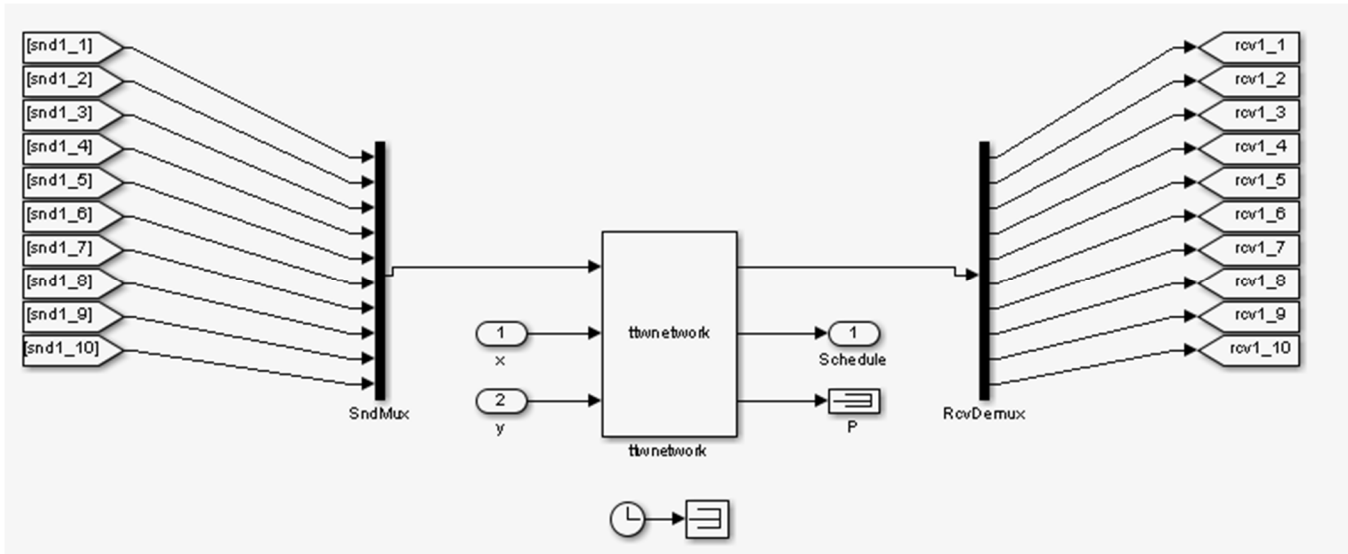 [snd1_1]
[snd1_2]
[snd1_3]
[snd1_4]
[snd1_5]
[snd1_6]
[snd1_7]
[snd1_8]
[snd1_9]
[snd1_10]
SndMux
1
x
2
y
ttwnetwork
ttwnetwork
1
Schedule
P
RcvDemux
rcv1_1
rcv1_2
rcv1_3
rcv1_4
rcv1_5
rcv1_6
rcv1_7
rcv1_8
rcv1_9
rcv1_10